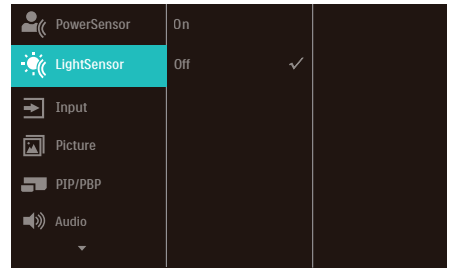 PowerSensor
On
LightSensor
Off
Input
Picture
PIP/PBP
Audio